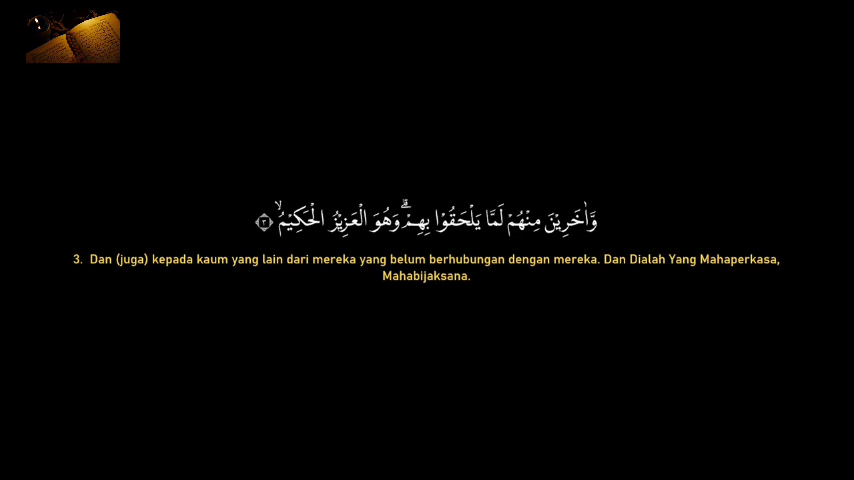 وَّاٰخَرِيْنَ مِنْهُمْ لَمَّا يَلْحَقُوْا بِهِمْۗ وَهُوَ الْعَزِيْزُ الْحَكِيْمُۙ ٣
3. Dan (juga) kepada kaum yang lain dari mereka yang belum berhubungan dengan mereka. Dan Dialah Yang Mahaperkasa,
Mahabijaksana.